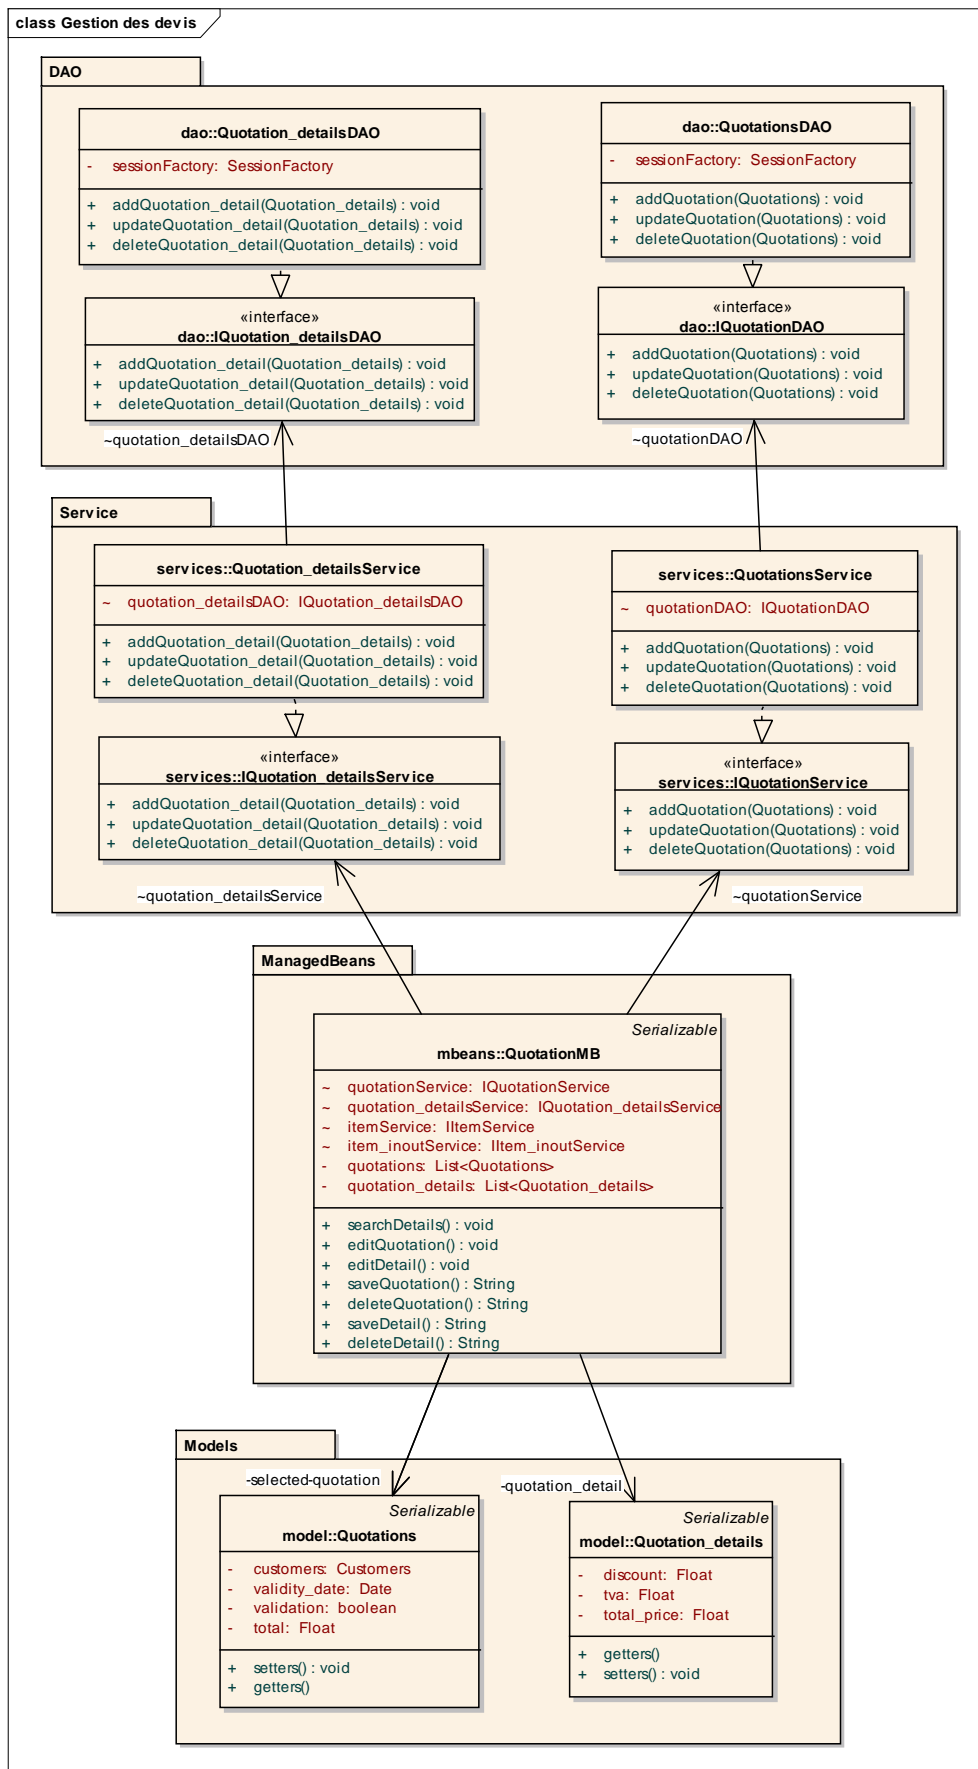 class Gestion des devis
DAO
dao::Quotation_detailsDAO
- sessionFactory: SessionFactory
+ addQuotation_detail(Quotation_details) : void
+ updateQuotation_detail(Quotation_details) : void
+ deleteQuotation_detail(Quotation_details) : void
dao::QuotationsDAO
- sessionFactory: SessionFactory
+ addQuotation(Quotations) : void
+ updateQuotation(Quotations) : void
+ deleteQuotation(Quotations) : void
«interface»
dao::IQuotation_detailsDAO
+ addQuotation_detail(Quotation_details) : void
+ updateQuotation_detail(Quotation_details) : void
+ deleteQuotation_detail(Quotation_details) : void
«interface»
dao::IQuotationDAO
+ addQuotation(Quotations) : void
+ updateQuotation(Quotations) : void
+ deleteQuotation(Quotations) : void
~quotation_detailsDAO
~quotationDAO
Service
services::Quotation_detailsService
~ quotation_detailsDAO: IQuotation_detailsDAO
+ addQuotation_detail(Quotation_details) : void
+ updateQuotation_detail(Quotation_details) : void
+ deleteQuotation_detail(Quotation_details) : void
services::QuotationsService
~ quotationDAO: IQuotationDAO
+ addQuotation(Quotations) : void
+ updateQuotation(Quotations) : void
+ deleteQuotation(Quotations) : void
«interface»
services::IQuotation_detailsService
+ addQuotation_detail(Quotation_details) : void
+ updateQuotation_detail(Quotation_details) : void
+ deleteQuotation_detail(Quotation_details) : void
«interface»
services::IQuotationService
+ addQuotation(Quotations) : void
+ updateQuotation(Quotations) : void
+ deleteQuotation(Quotations) : void
~quotation_detailsService
~quotationService
ManagedBeans
Serializable
mbeans::QuotationMB
~ quotationService: IQuotationService
~ quotation_detailsService: IQuotation_detailsService
~ itemService: IItemService
~ item_inoutService: IItem_inoutService
- quotations: List<Quotations>
- quotation_details: List<Quotation_details>
+ searchDetails() : void
+ editQuotation() : void
+ editDetail() : void
+ saveQuotation() : String
+ deleteQuotation() : String
+ saveDetail() : String
+ deleteDetail() : String
Models
-selected-quotation
-quotation_detail
Serializable
model::Quotations
- customers: Customers
- validity_date: Date
- validation: boolean
- total: Float
+ setters() : void
+ getters()
Serializable
model::Quotation_details
- discount: Float
- tva: Float
- total_price: Float
+ getters()
+ setters() : void